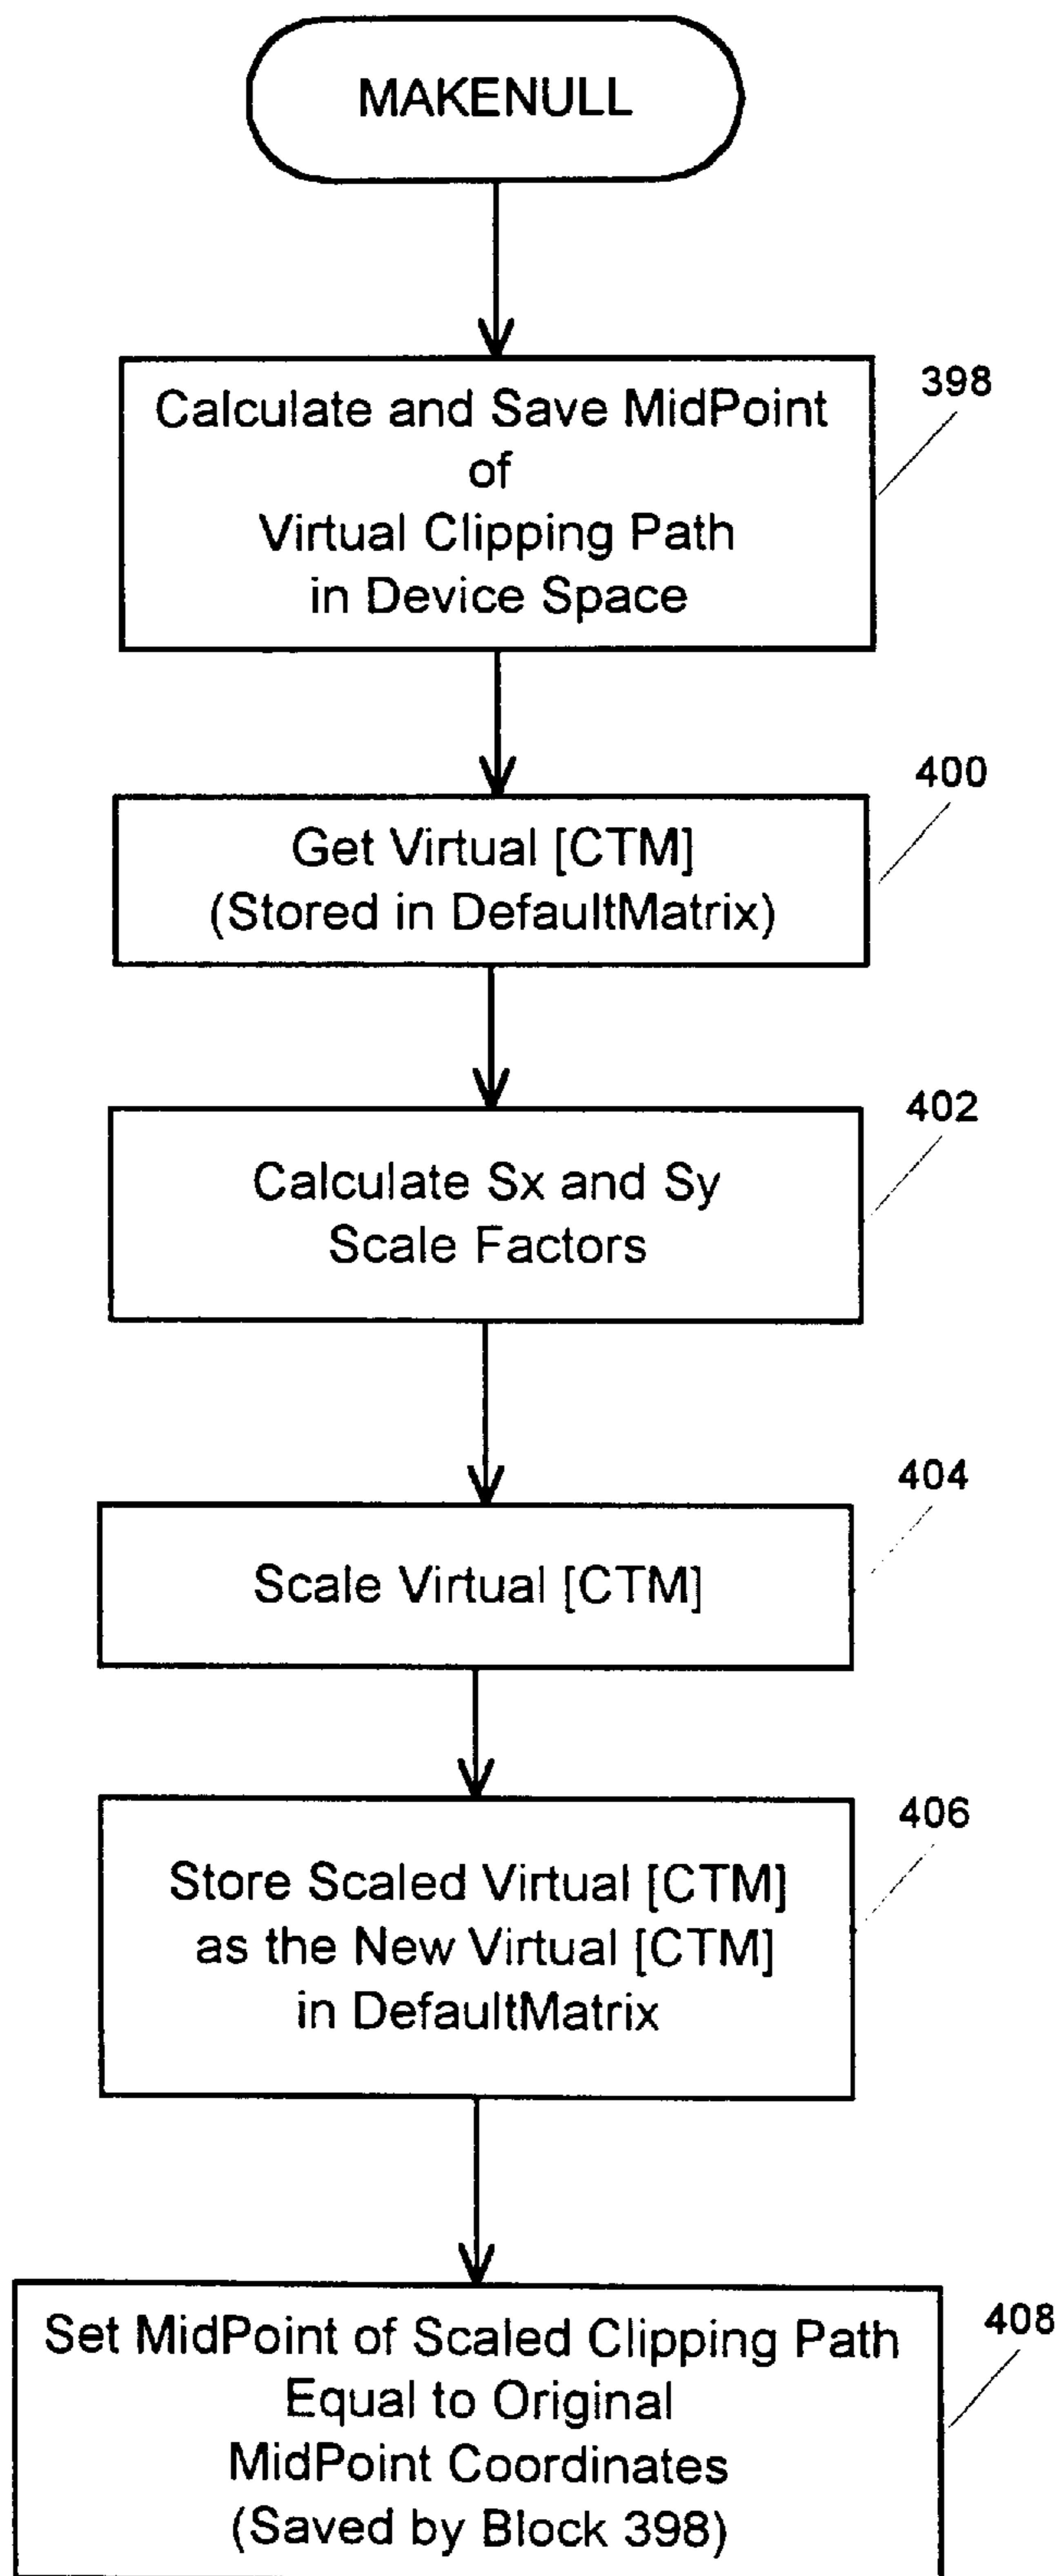 MAKENULL
398
Calculate and Save MidPoint
of
Virtual Clipping Path
in Device Space
400
Get Virtual [CTM]
(Stored in DefaultMatrix)
402
Calculate Sx and Sy
Scale Factors
404
Scale Virtual [CTM]
406
Store Scaled Virtual [CTM]
as the New Virtual [CTM]
in DefaultMatrix
408
Set MidPoint of Scaled Clipping Path
Equal to Original
MidPoint Coordinates
(Saved by Block 398)